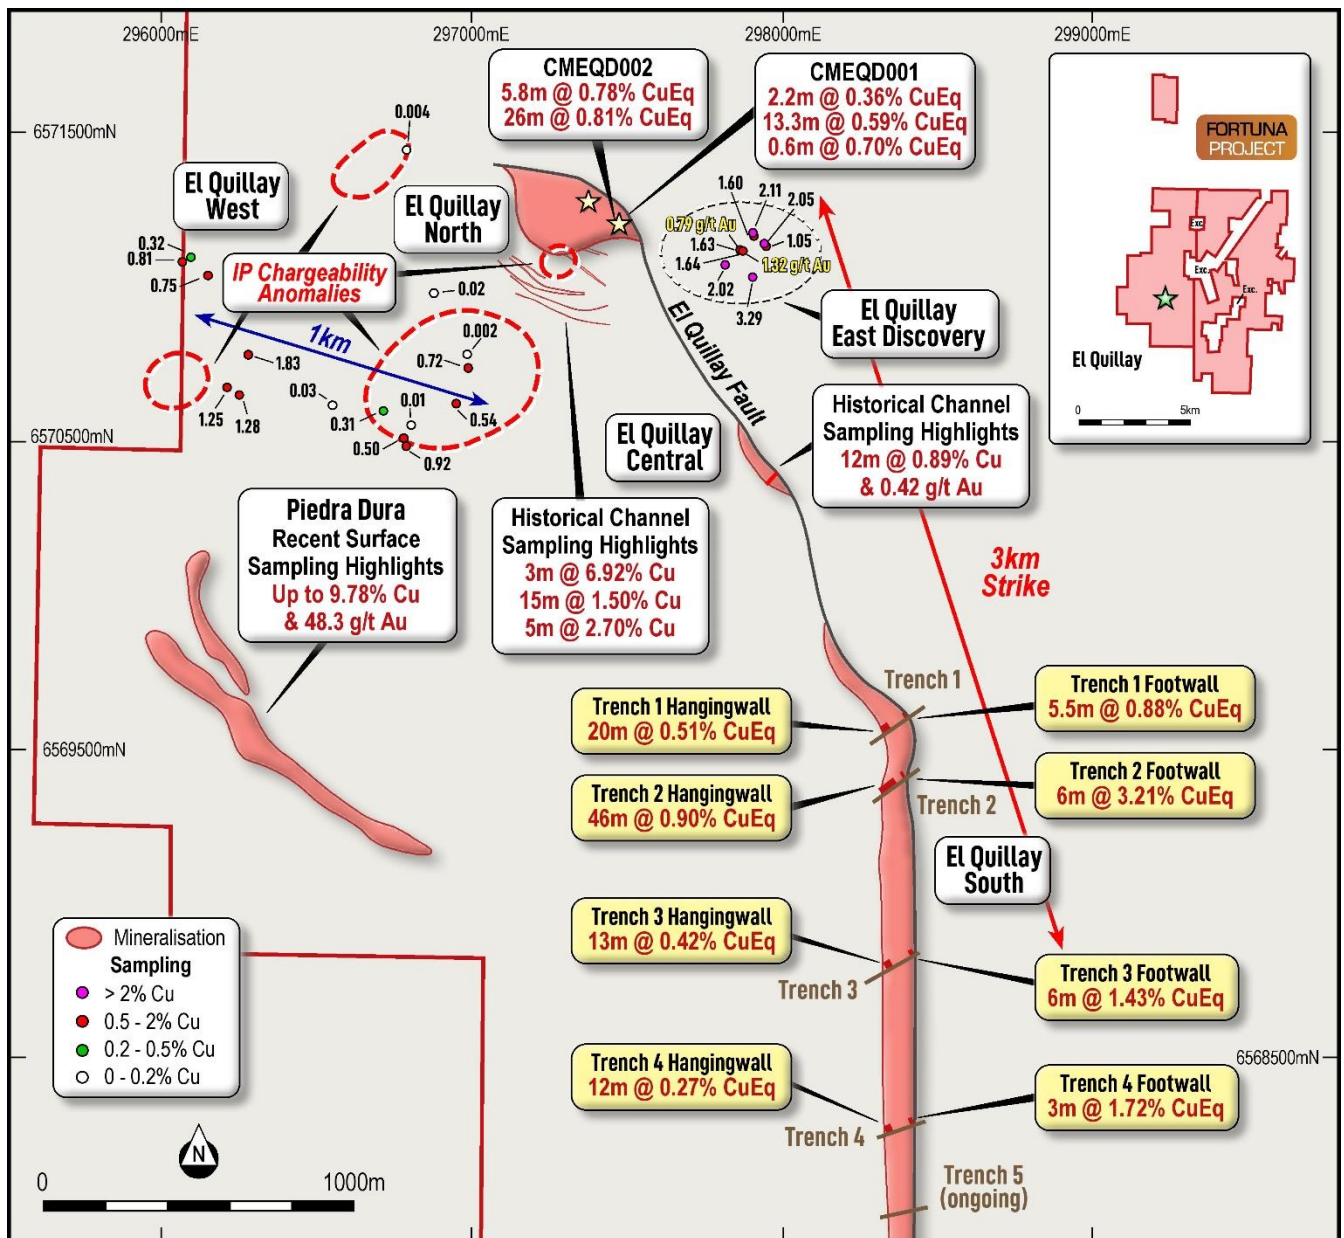 296000mE
297000mE
298000mE
299000mE
6571500mN
6570500mN
6569500mN
6568500mN
CMEQD002
5.8m @ 0.78% CuEq
26m @ 0.81% CuEq
CMEQD001
2.2m @ 0.36% CuEq
13.3m @ 0.59% CuEq
0.6m @ 0.70% CuEq
FORTUNA
PROJECT
Exc.
Exc.
Exc.
El Quillay
0
5km
0.004
El Quillay
West
El Quillay
North
IP Chargeability
Anomalies
0.32
0.81
0.75
1km
1.83
1.25
1.28
0.03
0.02
0.002
0.72
0.31
0.01
0.54
0.50
0.92
1.60
2.11
2.05
0.79 g/t Au
1.63
1.05
1.64
1.32 g/t Au
2.02
3.29
El Quillay
East Discovery
El Quillay Fault
El Quillay
Central
Historical Channel
Sampling Highlights
12m @ 0.89% Cu
& 0.42 g/t Au
Piedra Dura
Recent Surface
Sampling Highlights
Up to 9.78% Cu
& 48.3 g/t Au
Historical Channel
Sampling Highlights
3m @ 6.92% Cu
15m @ 1.50% Cu
5m @ 2.70% Cu
3km
Strike
Trench 1
Trench 1 Hangingwall
20m @ 0.51% CuEq
Trench 1 Footwall
5.5m @ 0.88% CuEq
Trench 2 Hangingwall
46m @ 0.90% CuEq
Trench 2
Trench 2 Footwall
6m @ 3.21% CuEq
El Quillay
South
Trench 3 Hangingwall
13m @ 0.42% CuEq
Trench 3
Trench 3 Footwall
6m @ 1.43% CuEq
Trench 4 Hangingwall
12m @ 0.27% CuEq
Trench 4
Trench 4 Footwall
3m @ 1.72% CuEq
Trench 5
(ongoing)
Mineralisation
Sampling
> 2% Cu
0.5 - 2% Cu
0.2 - 0.5% Cu
0 - 0.2% Cu
N
0
1000m